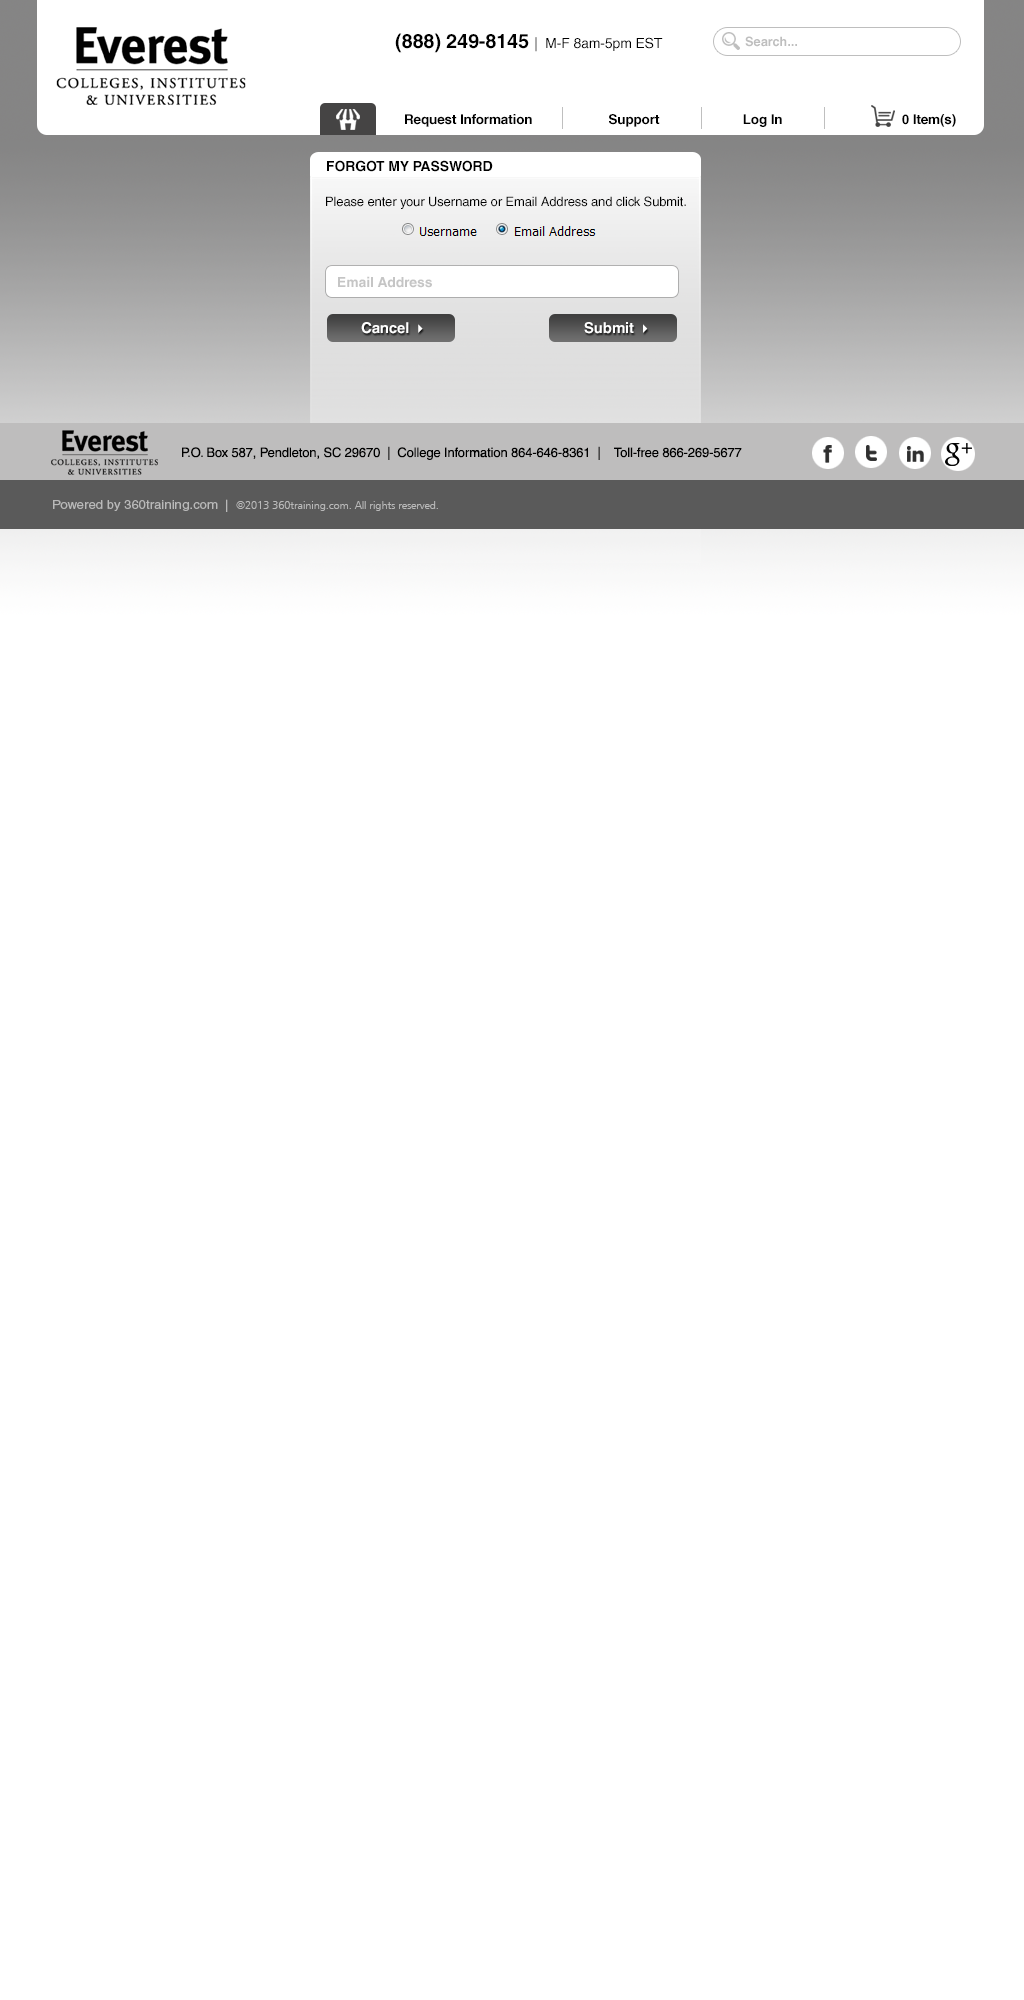 Everest
COLLEGES, INSTITUTES
& UNIVERSITIES
(888) 249-8145 | M-F 8am-5pm EST
Search...
Request Information
Support
Log In
0 Item(s)
FORGOT MY PASSWORD
Please enter your Username or Email Address and click Submit.
Username
Email Address
Email Address
Cancel
Submit
Everest
COLLEGES, INSTITUTES
& UNIVERSITIES
P.O. Box 587, Pendleton, SC 29670 | College Information 864-646-8361 | Toll-free 866-269-5677
f
t
in
g+
Powered by 360training.com | ©2013 360training.com. All rights reserved.